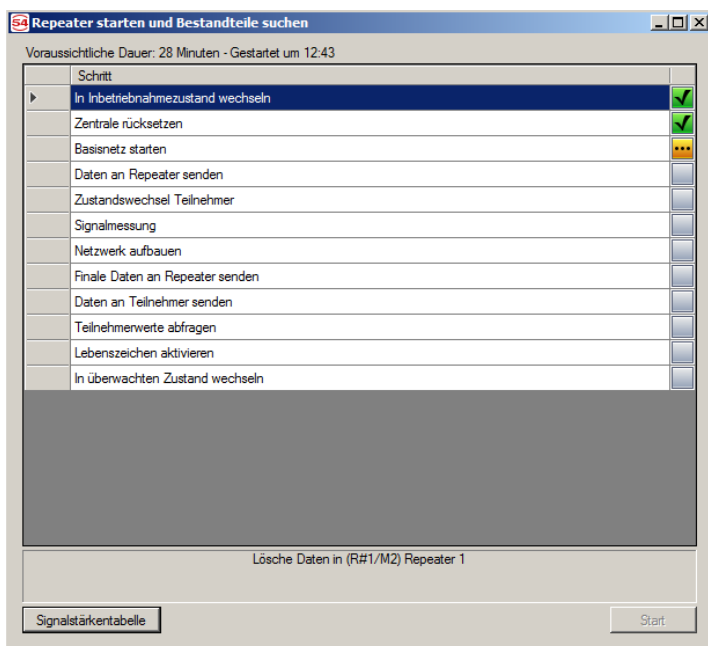 S4 Repeater starten und Bestandteile suchen
Voraussichtliche Dauer: 28 Minuten - Gestartet um 12:43
Schritt
In Inbetriebnahmezustand wechseln
Zentrale rücksetzen
Basisnetz starten
Daten an Repeater senden
Zustandswechsel Teilnehmer
Signalmessung
Netzwerk aufbauen
Finale Daten an Repeater senden
Daten an Teilnehmer senden
Teilnehmerwerte abfragen
Lebenszeichen aktivieren
In überwachten Zustand wechseln
Lösche Daten in (R#1/M2) Repeater 1
Signalstärkentabelle
Start